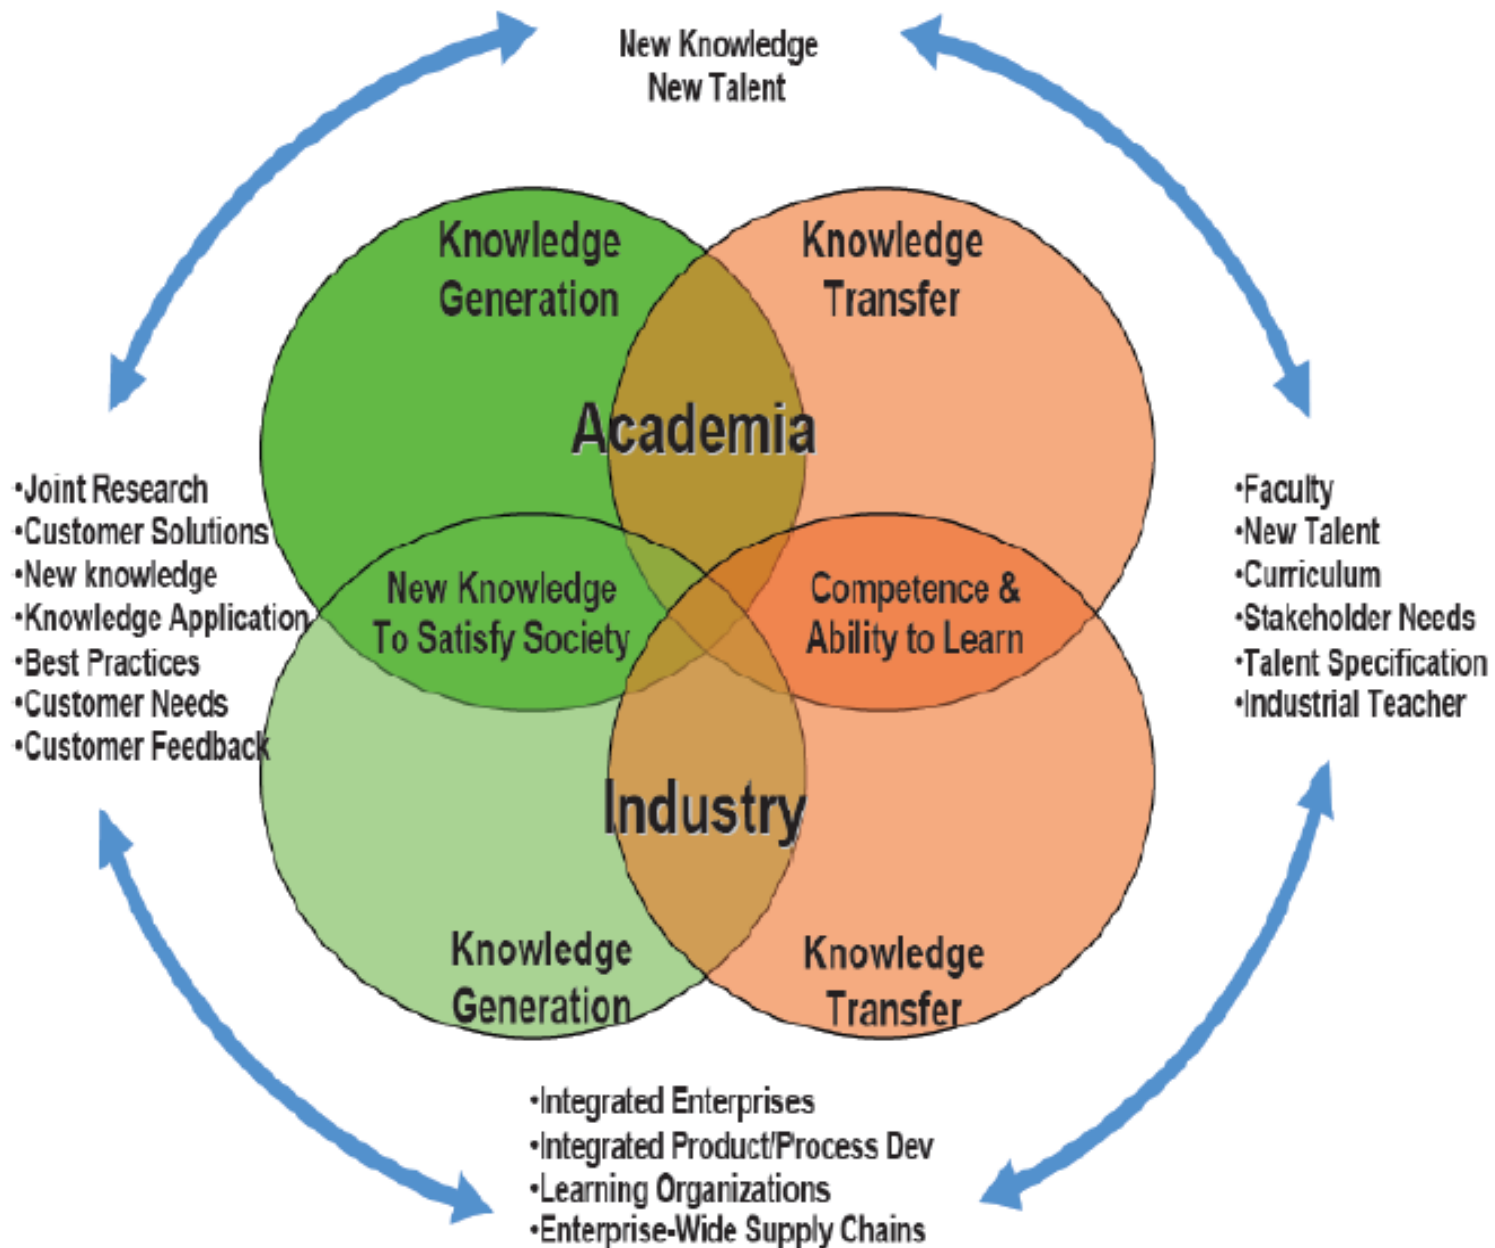 New Knowledge
New Talent
Knowledge
Generation
Knowledge
Transfer
Academia
•Joint Research
•Customer Solutions
•New knowledge
•Knowledge Application
•Best Practices
•Customer Needs
•Customer Feedback
New Knowledge
To Satisfy Society
Competence &
Ability to Learn
•Faculty
•New Talent
•Curriculum
•Stakeholder Needs
•Talent Specification
•Industrial Teacher
Industry
Knowledge
Generation
Knowledge
Transfer
•Integrated Enterprises
•Integrated Product/Process Dev
•Learning Organizations
•Enterprise-Wide Supply Chains